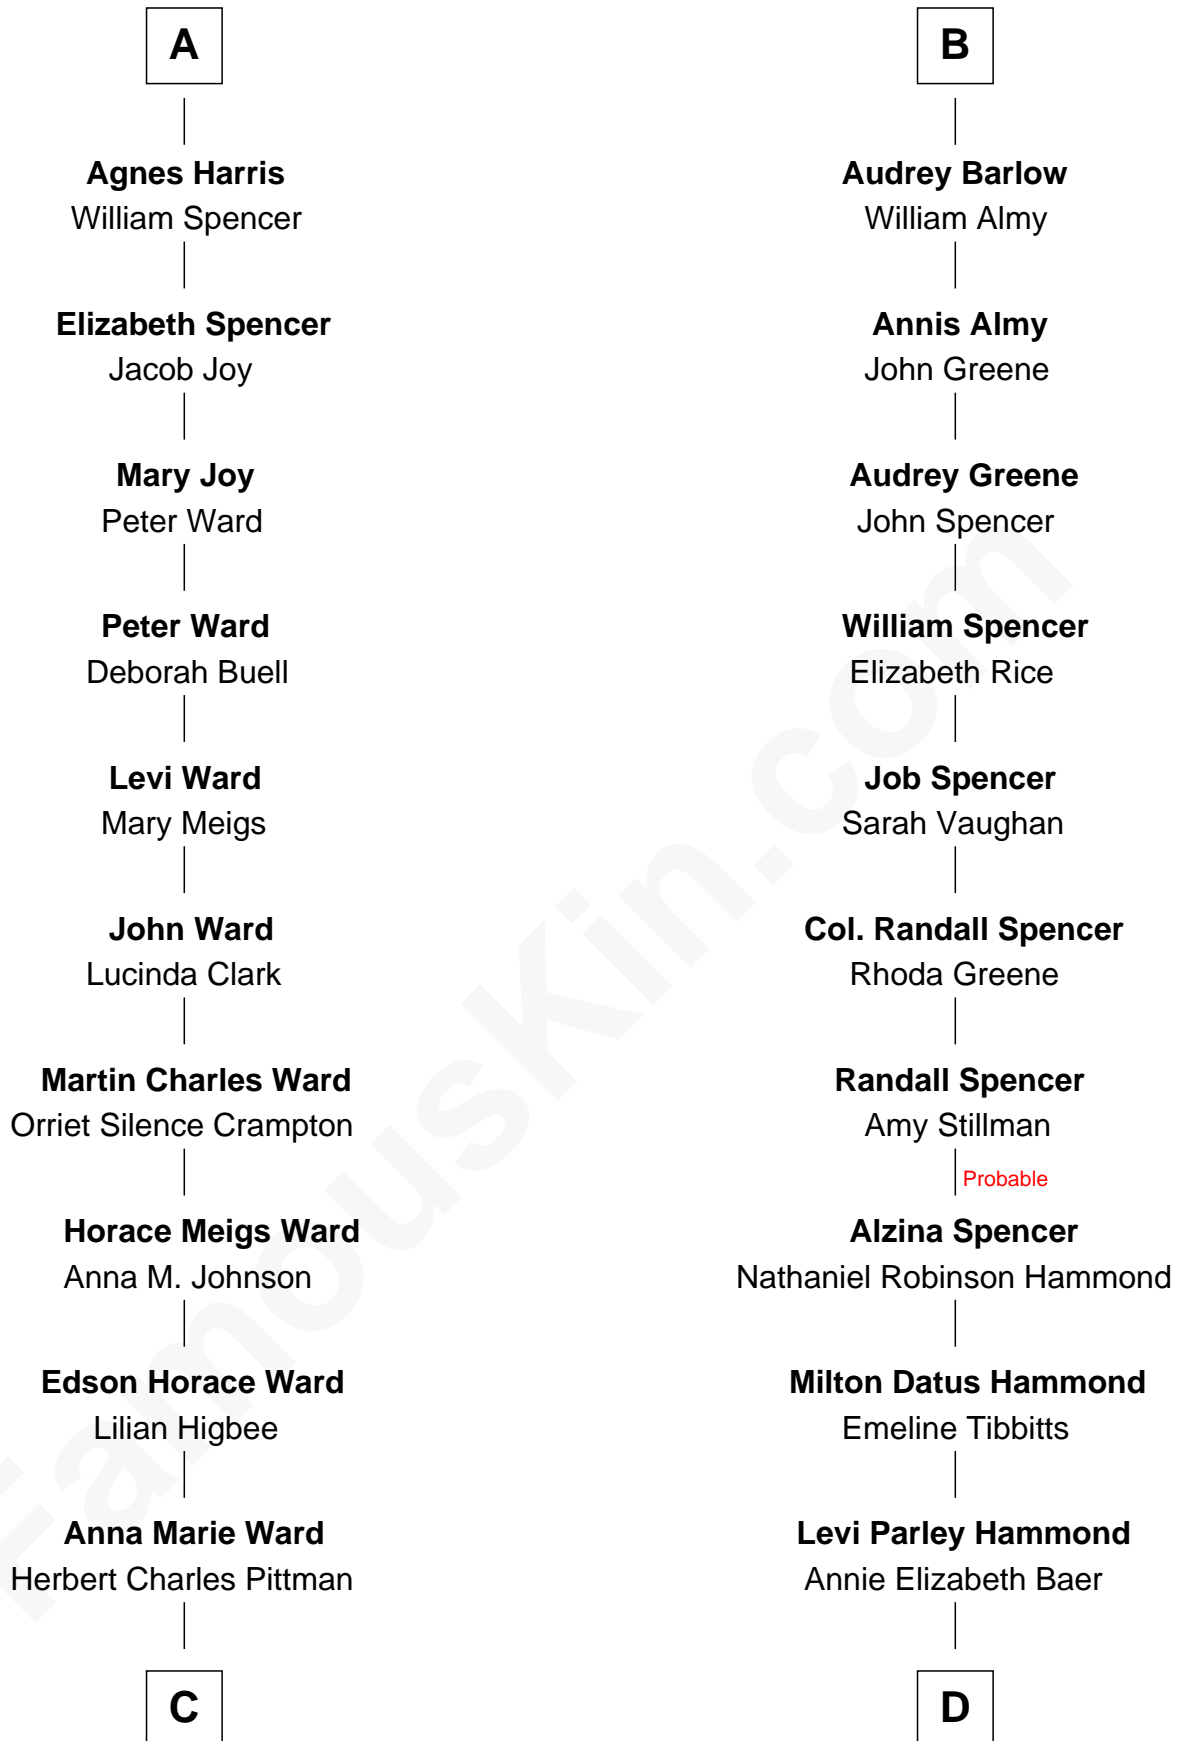 A
Agnes Harris
William Spencer
Elizabeth Spencer
Jacob Joy
Mary Joy
Peter Ward
Peter Ward
Deborah Buell
Levi Ward
Mary Meigs
John Ward
Lucinda Clark
Martin Charles Ward
Orriet Silence Crampton
Horace Meigs Ward
Anna M. Johnson
Edson Horace Ward
Lilian Higbee
Anna Marie Ward
Herbert Charles Pittman
C
B
Audrey Barlow
William Almy
Annis Almy
John Greene
Audrey Greene
John Spencer
William Spencer
Elizabeth Rice
Job Spencer
Sarah Vaughan
Col. Randall Spencer
Rhoda Greene
Randall Spencer
Amy Stillman
Probable
Alzina Spencer
Nathaniel Robinson Hammond
Milton Datus Hammond
Emeline Tibbitts
Levi Parley Hammond
Annie Elizabeth Baer
D
FamousKin.com